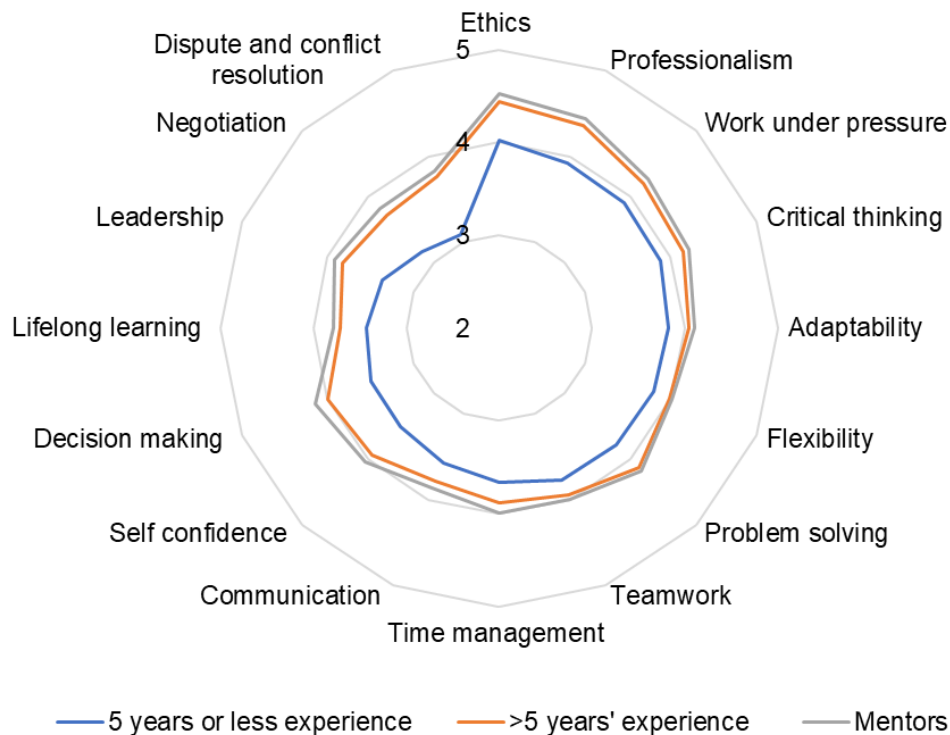 Ethics
Dispute and conflict
resolution
5
Professionalism
Negotiation
Work under pressure
4
Leadership
Critical thinking
3
Lifelong learning
2
Adaptability
Decision making
Flexibility
Self confidence
Problem solving
Communication
Teamwork
Time management
5 years or less experience
>5 years' experience
Mentors